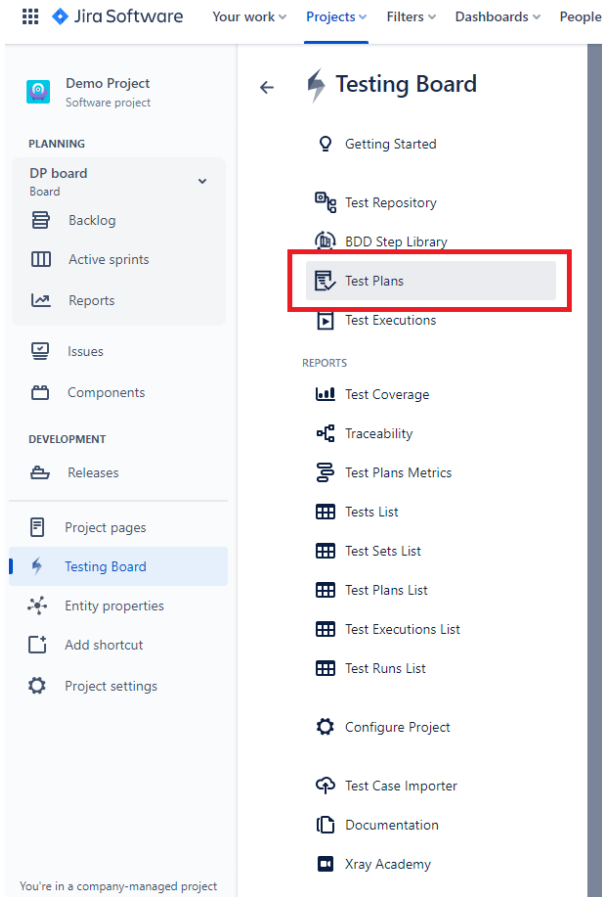 Jira Software Your work Projects Filters Dashboards People
Demo Project
Software project
PLANNING
DP board
Board
Backlog
Active sprints
Reports
Issues
Components
DEVELOPMENT
Releases
Project pages
Testing Board
Entity properties
Add shortcut
Project settings
You're in a company-managed project
Testing Board
Getting Started
Test Repository
BDD Step Library
Test Plans
Test Executions
REPORTS
Test Coverage
Traceability
Test Plans Metrics
Tests List
Test Sets List
Test Plans List
Test Executions List
Test Runs List
Configure Project
Test Case Importer
Documentation
Xray Academy